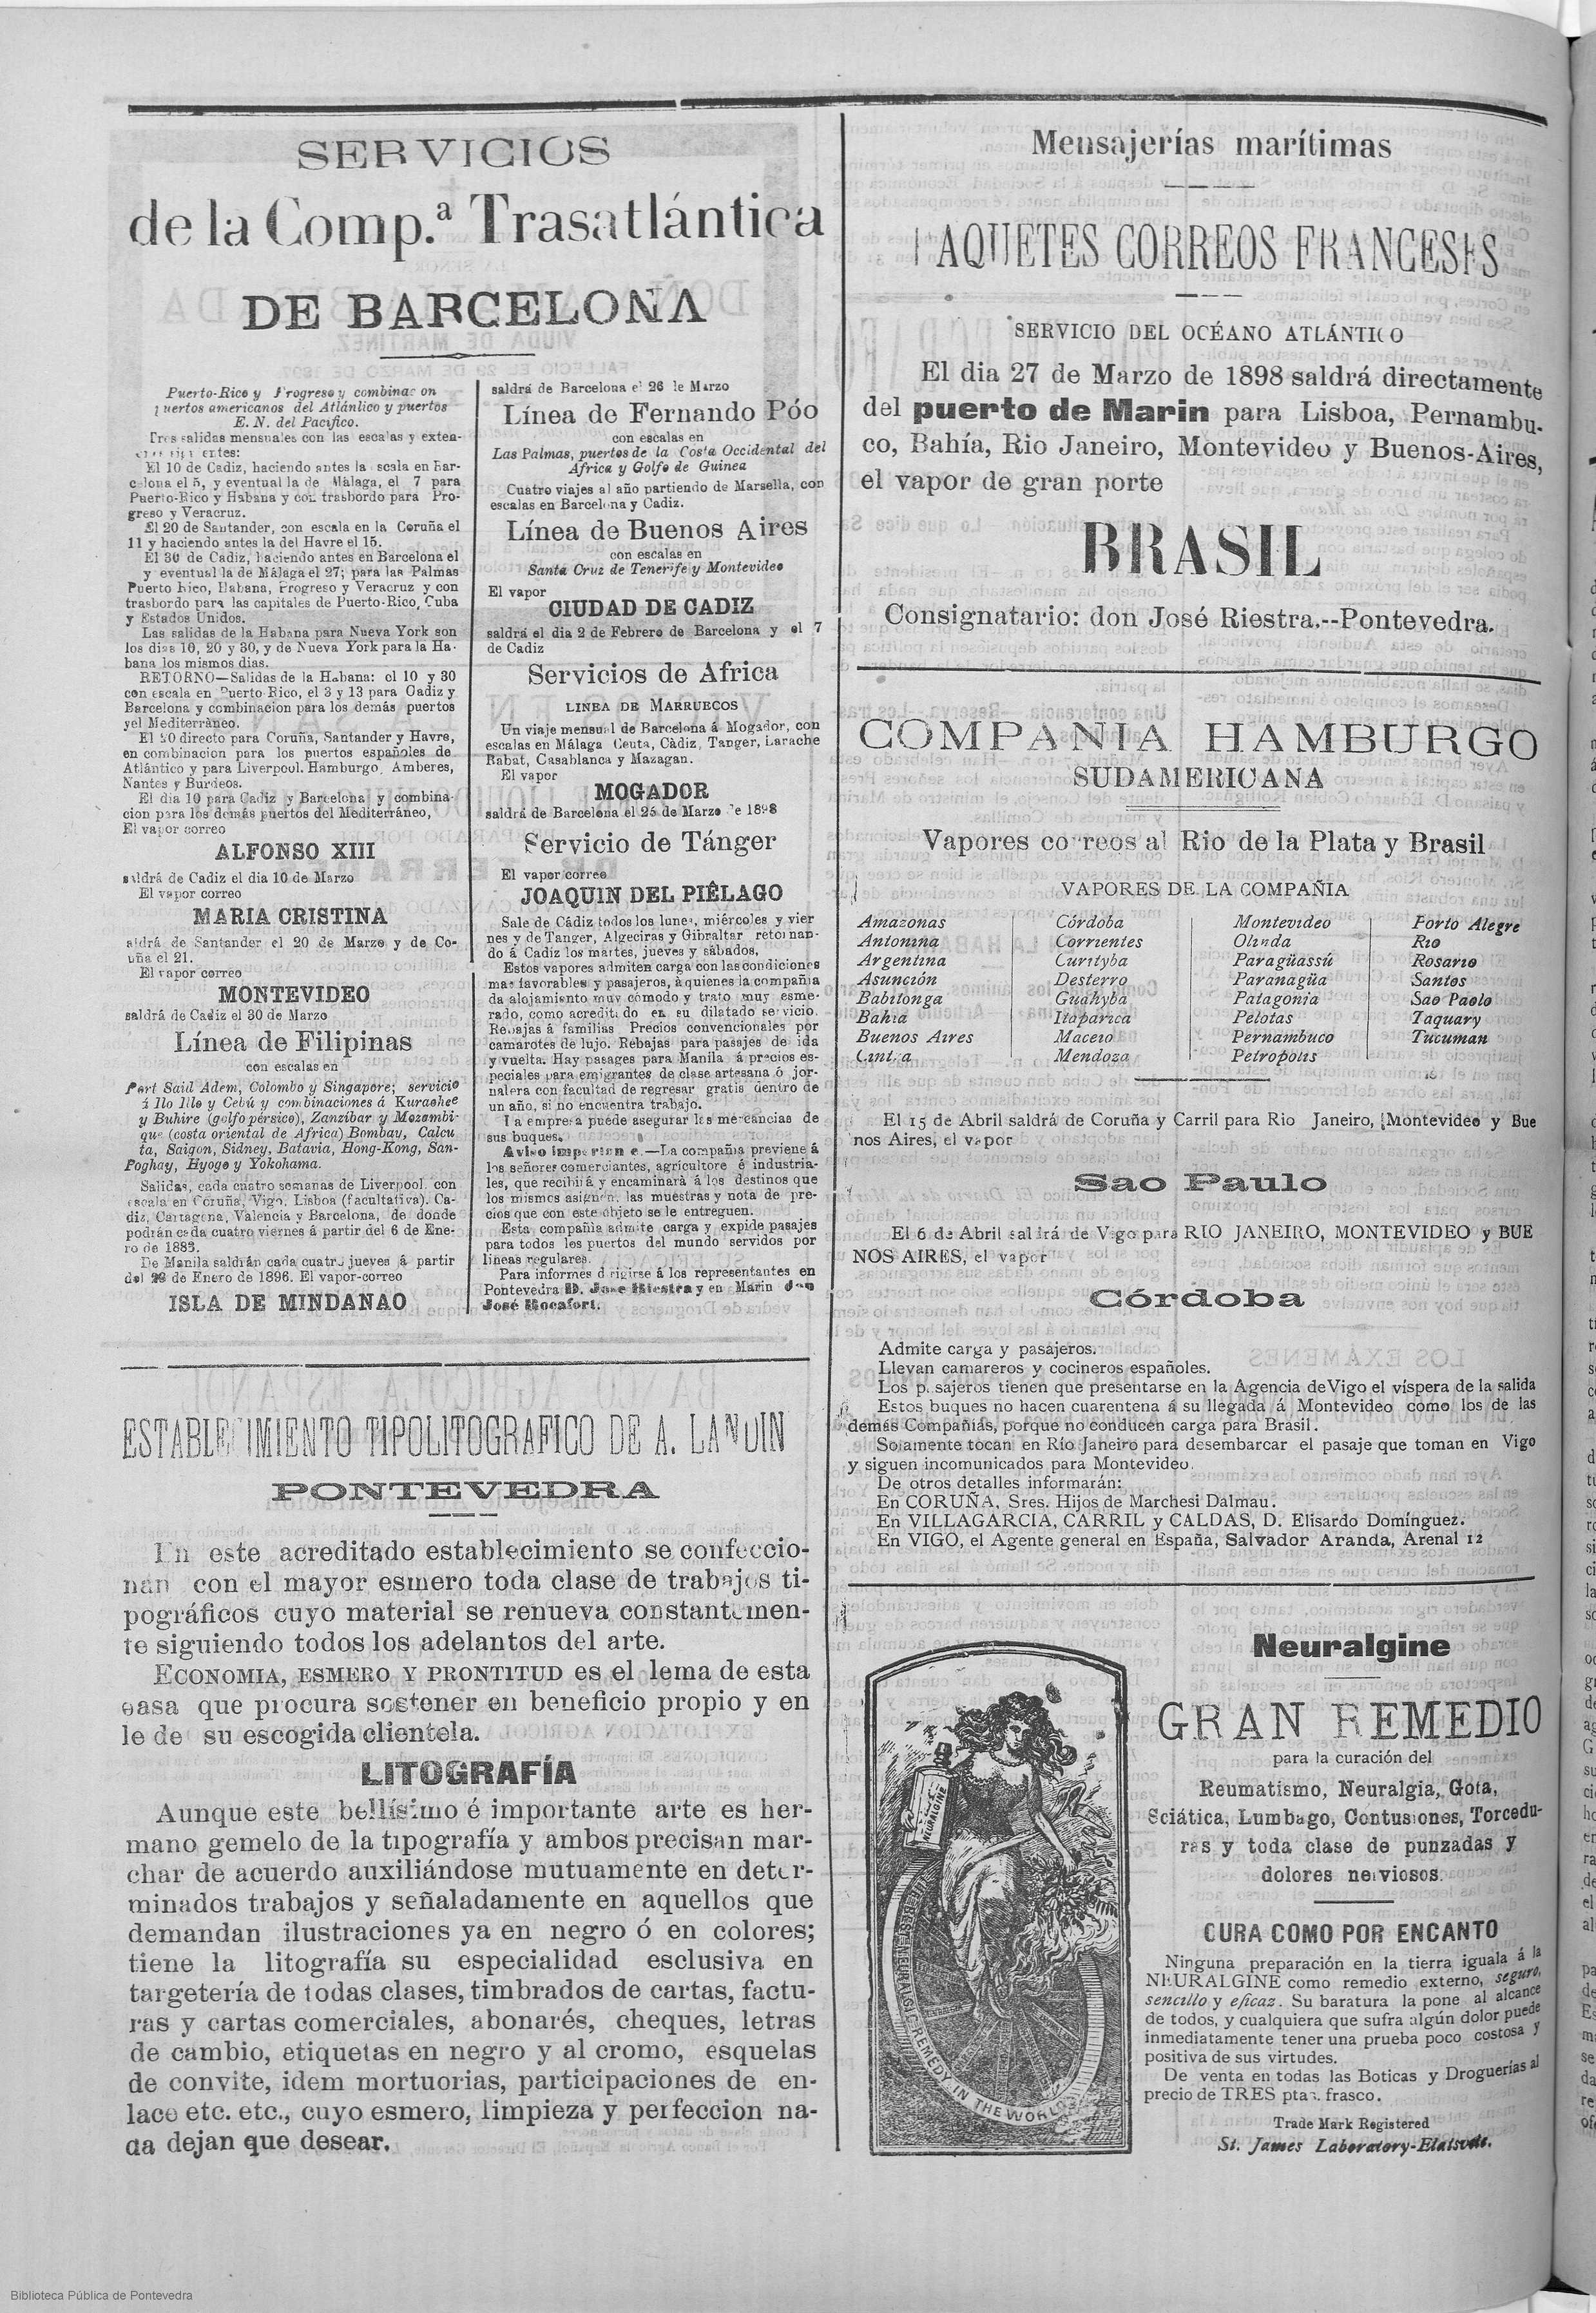 SERVICIOS
de la Comp.ª Trasatlántica
DE BARCELONA
Puerto-Rico y Progreso y combinac on
puertos americanos del Atlántico y puertos
E. N. del Pacifico.
Tres salidas mensuales con las escalas y exten-
entes:
El 10 de Cadiz, haciendo antes la scala en Bar-
celona el 5, y eventual la de Málaga, el 7 para
Puerto-Rico y Habana y con trasbordo para Pro-
greso y Veracruz.
El 20 de Santander, con escala en la Coruña el
11 y haciendo antes la del Havre el 15.
El 30 de Cadiz, haciendo antes en Barcelona el
y eventual la de Málaga el 27; para las Palmas
Puerto Rico, Habana, Progreso y Veracruz y con
trasbordo para las capitales de Puerto-Rico, Cuba
y Estados Unidos.
Las salidas de la Habana para Nueva York son
los dias 10, 20 y 30, y de Nueva York para la Ha-
bana los mismos dias.
RETORNO—Salidas de la Habana: el 10 y 30
con escala en Puerto-Rico, el 3 y 13 para Cadiz y
Barcelona y combinacion para los demás puertos
yel Mediterràneo.
El 20 directo para Coruña, Santander y Havre,
en combinacion para los puertos españoles de
Atlántico y para Liverpool. Hamburgo, Amberes,
Nantes y Burdeos.
El dia 10 para Cadiz y Barcelona y combina-
cion para los demás puertos del Mediterráneo,
El vapor correo
ALFONSO XIII
saldrá de Cadiz el dia 10 de Marzo
El vapor correo
MARIA CRISTINA
aldrá de Santander el 20 de Marzo y de Co-
uña el 21.
El vapor correo
MONTEVIDEO
saldrá de Cadiz el 30 de Marzo
Línea de Filipinas
con escalas en
Port Said Adem, Colombo y Singapore; servicio
á Ilo Ilo y Cebú y combinaciones á Kurachee
y Buhire (golfo pérsico), Zanzíbar y Mozambi-
que (costa oriental de Africa) Bombay, Calcu
ta, Saigon, Sidney, Batavia, Hong-Kong, San-
Poghay, Hyogo y Yokohama.
Salidas, cada cuatro semanas de Liverpool, con
escala en Coruña, Vigo, Lisboa (facultativa). Ca-
diz, Cartagena, Valencia y Barcelona, de donde
podrán cada cuatro viernes á partir del 6 de Ene-
ro de 1883.
De Manila saldrán cada cuatro jueves á partir
del 28 de Enero de 1896. El vapor-correo
ISLA DE MINDANAO
saldrá de Barcelona el 26 de Marzo
Línea de Fernando Póo
con escalas en
Las Palmas, puertos de la Costa Occidental del
Africa y Golfo de Guinea
Cuatro viajes al año partiendo de Marsella, con
escalas en Barcelona y Cadiz.
Línea de Buenos Aires
con escalas en
Santa Cruz de Tenerife y Montevideo
El vapor
CIUDAD DE CADIZ
saldrá el dia 2 de Febrero de Barcelona y el 7
de Cadiz
Servicios de Africa
LINEA DE MARRUECOS
Un viaje mensual de Barcelona á Mogador, con
escalas en Málaga Ceuta, Càdiz, Tanger, Larache
Rabat, Casablanca y Mazagan.
El vapor
MOGADOR
saldrá de Barcelona el 25 de Marzo de 1898
Servicio de Tánger
El vapor correo
JOAQUIN DEL PIÉLAGO
Sale de Cádiz todos los lunes, miércoles y vier
nes y de Tanger, Algeciras y Gibraltar retornan-
do á Cadiz los martes, jueves y sàbados,
Estos vapores admiten carga con las condiciones
mas favorables y pasajeros, à quienes la compañia
da alojamiento muy cómodo y trato muy esme-
rado, como acreditado en su dilatado servicio.
Rebajas á familias Precios convencionales por
camarotes de lujo. Rebajas para pasajes de ida
y vuelta. Hay pasages para Manila á precios es-
peciales para emigrantes de clase artesana ó jor-
nalera con facultad de regresar gratis dentro de
un año, si no encuentra trabajo.
La empresa puede asegurar las mercancias de
sus buques.
Aviso importan e.—La compañia previene á
los señores comerciantes, agricultore é industria-
les, que recibirá y encaminará á los destinos que
los mismos asignen, las muestras y nota de pre-
cios que con este objeto se le entreguen.
Esta compañia admite carga y expide pasajes
para todos los puertos del mundo servidos por
lineas regulares.
Para informes dirigirse á los representantes en
Pontevedra D. Jose Riestra y en Marin don
José Rocafort.
ESTABLECIMIENTO TIPOLITOGRAFICO DE A. LANDIN
PONTEVEDRA
En este acreditado establecimiento se confeccio-
nan con el mayor esmero toda clase de trabajos ti-
pográficos cuyo material se renueva constantemen-
te siguiendo todos los adelantos del arte.
ECONOMIA, ESMERO Y PRONTITUD es el lema de esta
casa que procura sostener en beneficio propio y en
le de su escogida clientela.
LITOGRAFÍA
Aunque este bellísimo é importante arte es her-
mano gemelo de la tipografía y ambos precisan mar-
char de acuerdo auxiliándose mutuamente en deter-
minados trabajos y señaladamente en aquellos que
demandan ilustraciones ya en negro ó en colores;
tiene la litografía su especialidad esclusiva en
targetería de todas clases, timbrados de cartas, factu-
ras y cartas comerciales, abonarés, cheques, letras
de cambio, etiquetas en negro y al cromo, esquelas
de convite, idem mortuorias, participaciones de en-
lace etc. etc., cuyo esmero, limpieza y perfeccion na-
da dejan que desear.
Mensajerías marítimas
PAQUETES CORREOS FRANCESES
SERVICIO DEL OCÉANO ATLÁNTICO
El dia 27 de Marzo de 1898 saldrá directamente
del puerto de Marin para Lisboa, Pernambu-
co, Bahía, Rio Janeiro, Montevideo y Buenos-Aires,
el vapor de gran porte
BRASIL
Consignatario: don José Riestra.--Pontevedra.
COMPANIA HAMBURGO
SUDAMERICANA
Vapores correos al Rio de la Plata y Brasil
VAPORES DE LA COMPAÑIA
Amazonas Córdoba Montevideo Porto Alegre
Antonina Corrientes Olinda Rio
Argentina Curityba Paragüassú Rosario
Asunción Desterro Paranagüa Santos
Babitonga Guahyba Patagonia Sao Paolo
Bahia Itaparica Pelotas Taquary
Buenos Aires Maceio Pernambuco Tucuman
Cintra Mendoza Petropolis
El 15 de Abril saldrá de Coruña y Carril para Rio Janeiro, Montevideo y Bue
nos Aires, el vapor
Sao Paulo
El 6 de Abril saldrá de Vigo para RIO JANEIRO, MONTEVIDEO y BUE
NOS AIRES, el vapor
Córdoba
Admite carga y pasajeros.
Llevan camareros y cocineros españoles.
Los pasajeros tienen que presentarse en la Agencia de Vigo el víspera de la salida
Estos buques no hacen cuarentena á su llegada á Montevideo como los de las
demás Compañias, porque no conducen carga para Brasil.
Solamente tocan en Río Janeiro para desembarcar el pasaje que toman en Vigo
y siguen incomunicados para Montevideo.
De otros detalles informarán:
En CORUÑA, Sres. Hijos de Marchesi Dalmau.
En VILLAGARCIA, CARRIL y CALDAS, D. Elisardo Domínguez.
En VIGO, el Agente general en España, Salvador Aranda, Arenal 12
NEURALGINE
NEURALGIC REMEDY IN THE WORLD
Neuralgine
GRAN REMEDIO
para la curación del
Reumatismo, Neuralgia, Gota,
Sciática, Lumbago, Contusiones, Torcedu-
ras y toda clase de punzadas y
dolores nerviosos.
CURA COMO POR ENCANTO
Ninguna preparación en la tierra iguala á la
NEURALGINE como remedio externo, seguro,
sencillo y eficaz. Su baratura la pone al alcance
de todos, y cualquiera que sufra algún dolor puede
inmediatamente tener una prueba poco costosa y
positiva de sus virtudes.
De venta en todas las Boticas y Droguerías al
precio de TRES ptas. frasco.
Trade Mark Registered
St. James Laboratory-
Biblioteca Pública de Pontevedra